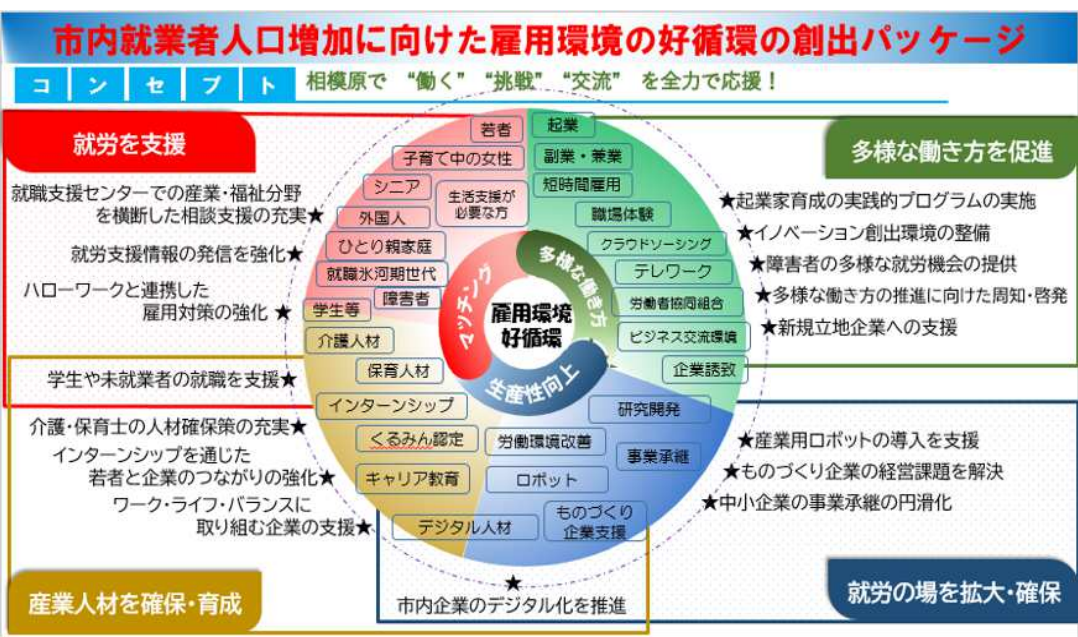 市内就業者人口増加に向けた雇用環境の好循環の創出パッケージ
コンセプト
相模原で “働く” “挑戦” “交流” を全力で応援！
就労を支援
就職支援センターでの産業・福祉分野
を横断した相談支援の充実★
就労支援情報の発信を強化★
ハローワークと連携した
雇用対策の強化 ★
学生や未就業者の就職を支援★
介護・保育士の人材確保策の充実★
インターンシップを通じた
若者と企業のつながりの強化★
ワーク・ライフ・バランスに
取り組む企業の支援★
産業人材を確保・育成
若者
子育て中の女性
シニア
生活支援が
必要な方
外国人
ひとり親家庭
就職氷河期世代
障害者
学生等
介護人材
保育人材
インターンシップ
くるみん認定
キャリア教育
デジタル人材
起業
副業・兼業
短時間雇用
職場体験
クラウドソーシング
テレワーク
労働者協同組合
ビジネス交流環境
企業誘致
研究開発
労働環境改善
事業承継
ロボット
ものづくり
企業支援
マッチング
多様な働き方
生産性向上
雇用環境
好循環
多様な働き方を促進
★起業家育成の実践的プログラムの実施
★イノベーション創出環境の整備
★障害者の多様な就労機会の提供
★多様な働き方の推進に向けた周知・啓発
★新規立地企業への支援
★産業用ロボットの導入を支援
★ものづくり企業の経営課題を解決
★中小企業の事業承継の円滑化
就労の場を拡大・確保
★
市内企業のデジタル化を推進